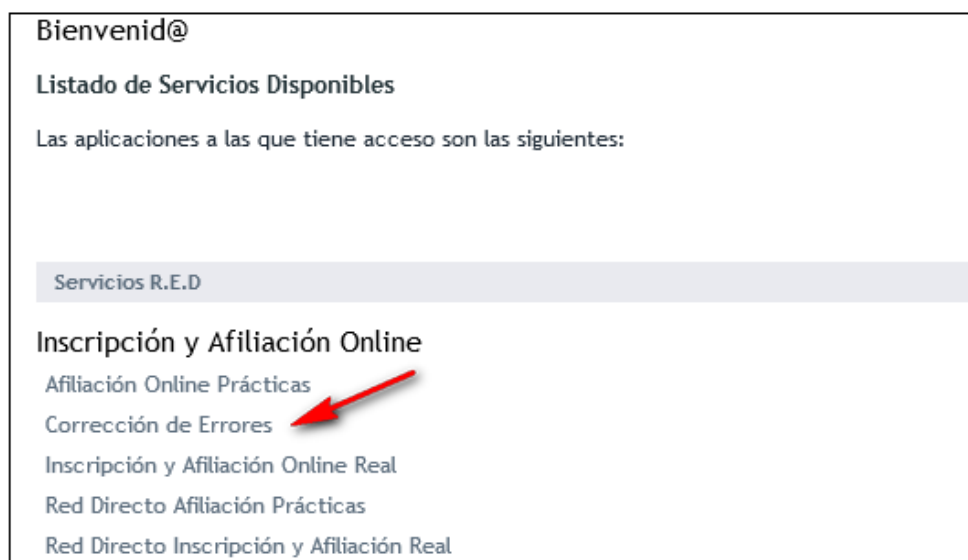 Bienvenid@
Listado de Servicios Disponibles
Las aplicaciones a las que tiene acceso son las siguientes:
Servicios R.E.D
Inscripción y Afiliación Online
Afiliación Online Prácticas
Corrección de Errores
Inscripción y Afiliación Online Real
Red Directo Afiliación Prácticas
Red Directo Inscripción y Afiliación Real